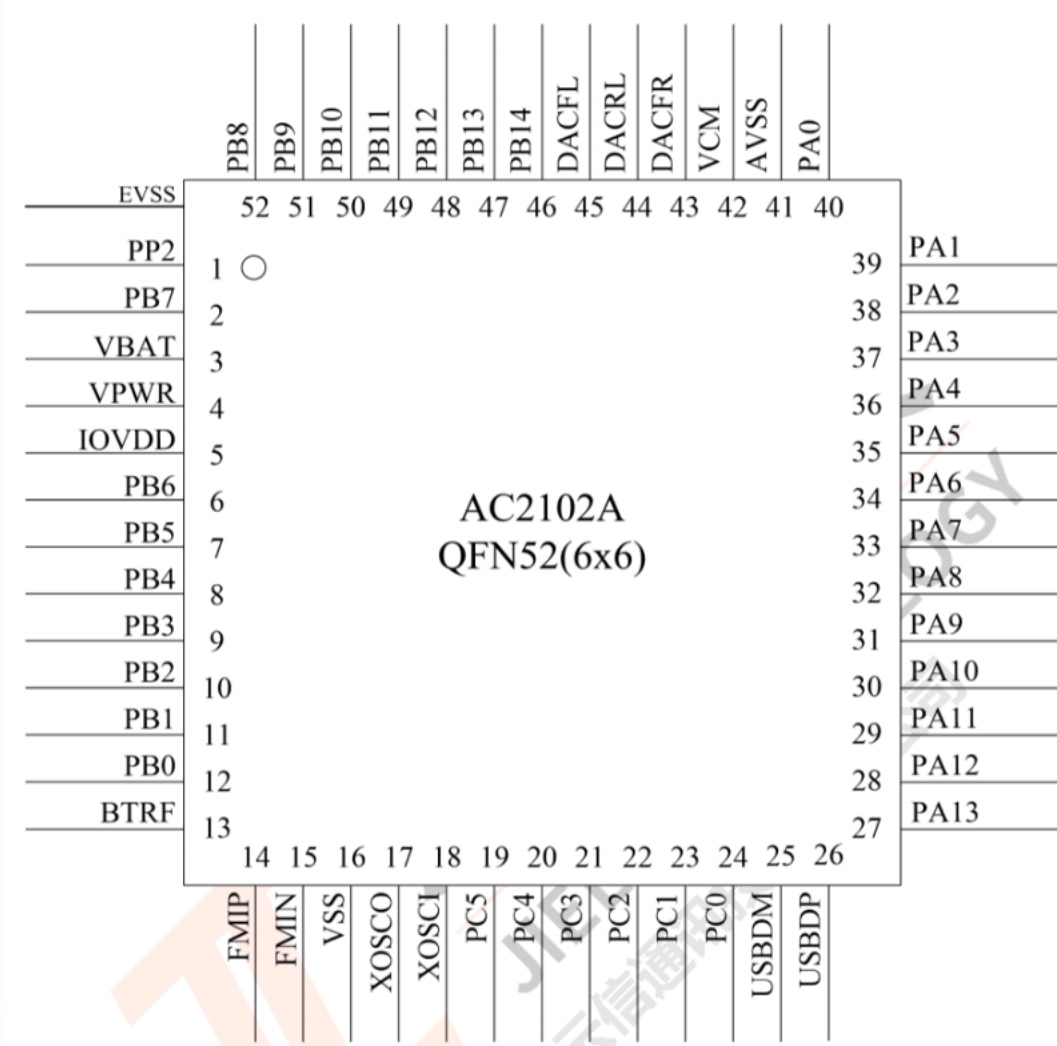 PB8
PB9
PB10
PB11
PB12
PB13
PB14
DACFL
DACRL
DACFR
VCM
AVSS
PA0
EVSS
52 51 50 49 48 47 46 45 44 43 42 41 40
PP2 1
PB7 2
VBAT 3
VPWR 4
IOVDD 5
PB6 6
PB5 7
PB4 8
PB3 9
PB2 10
PB1 11
PB0 12
BTRF 13
AC2102A
QFN52(6x6)
39 PA1
38 PA2
37 PA3
36 PA4
35 PA5
34 PA6
33 PA7
32 PA8
31 PA9
30 PA10
29 PA11
28 PA12
27 PA13
14 15 16 17 18 19 20 21 22 23 24 25 26
FMIP
FMIN
VSS
XOSCO
XOSCI
PC5
PC4
PC3
PC2
PC1
PC0
USBDM
USBDP